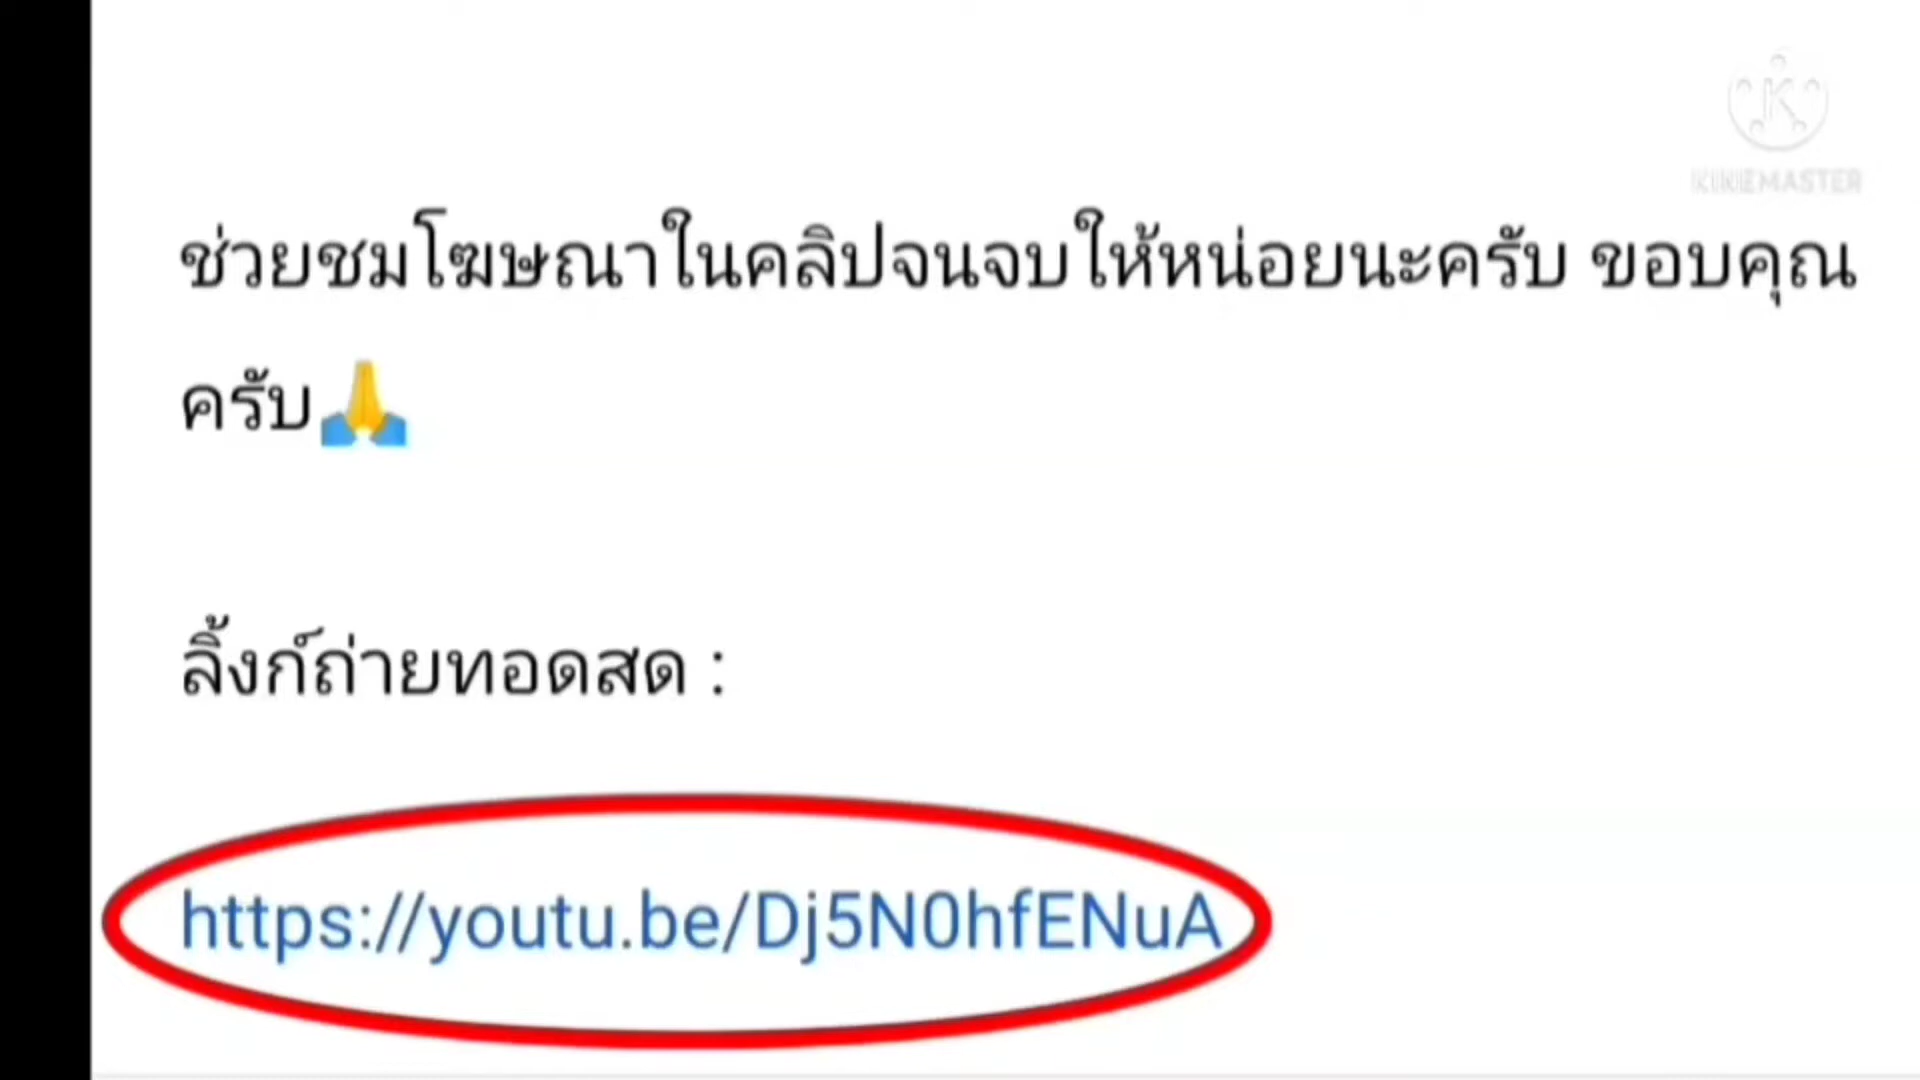 KINEMASTER
ช่วยชมโฆษณาในคลิปจนจบให้หน่อยนะครับ ขอบคุณ
ครับ🙏
ลิ้งก์ถ่ายทอดสด :
https://youtu.be/Dj5N0hfENuA